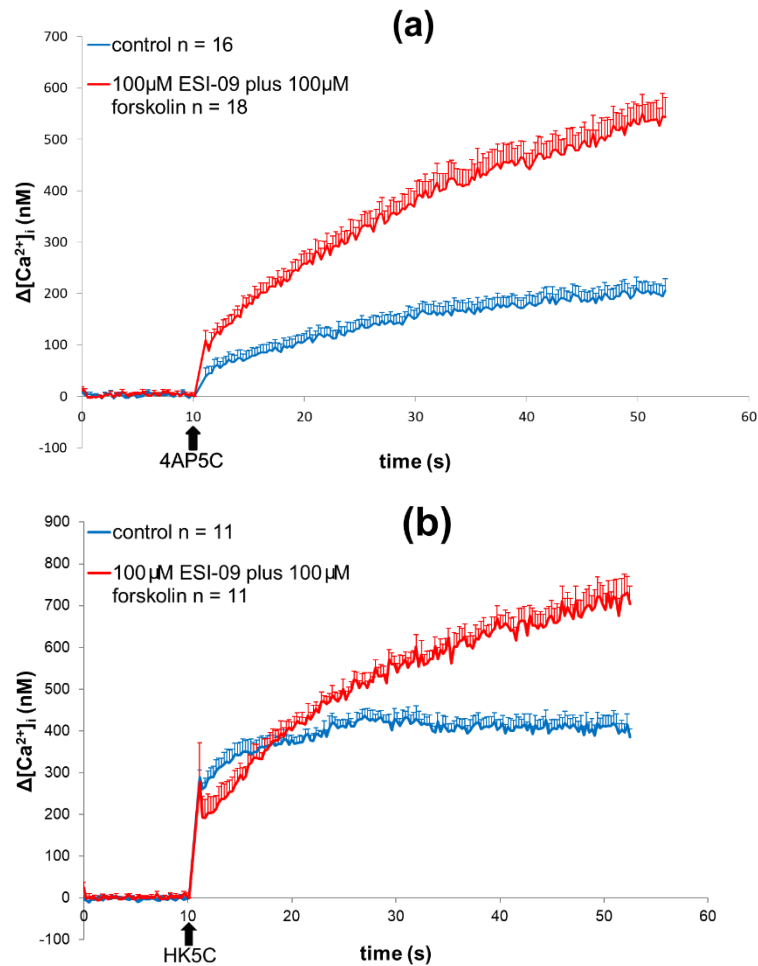 (a)
700
600
500
400
300
200
100
0
-100
Δ[Ca²⁺]ᵢ (nM)
control n = 16
100µM ESI-09 plus 100µM
forskolin n = 18
0 10 20 30 40 50 60
4AP5C
time (s)
(b)
900
800
700
600
500
400
300
200
100
0
-100
Δ[Ca²⁺]ᵢ (nM)
control n = 11
100µM ESI-09 plus 100µM
forskolin n = 11
0 10 20 30 40 50 60
HK5C
time (s)